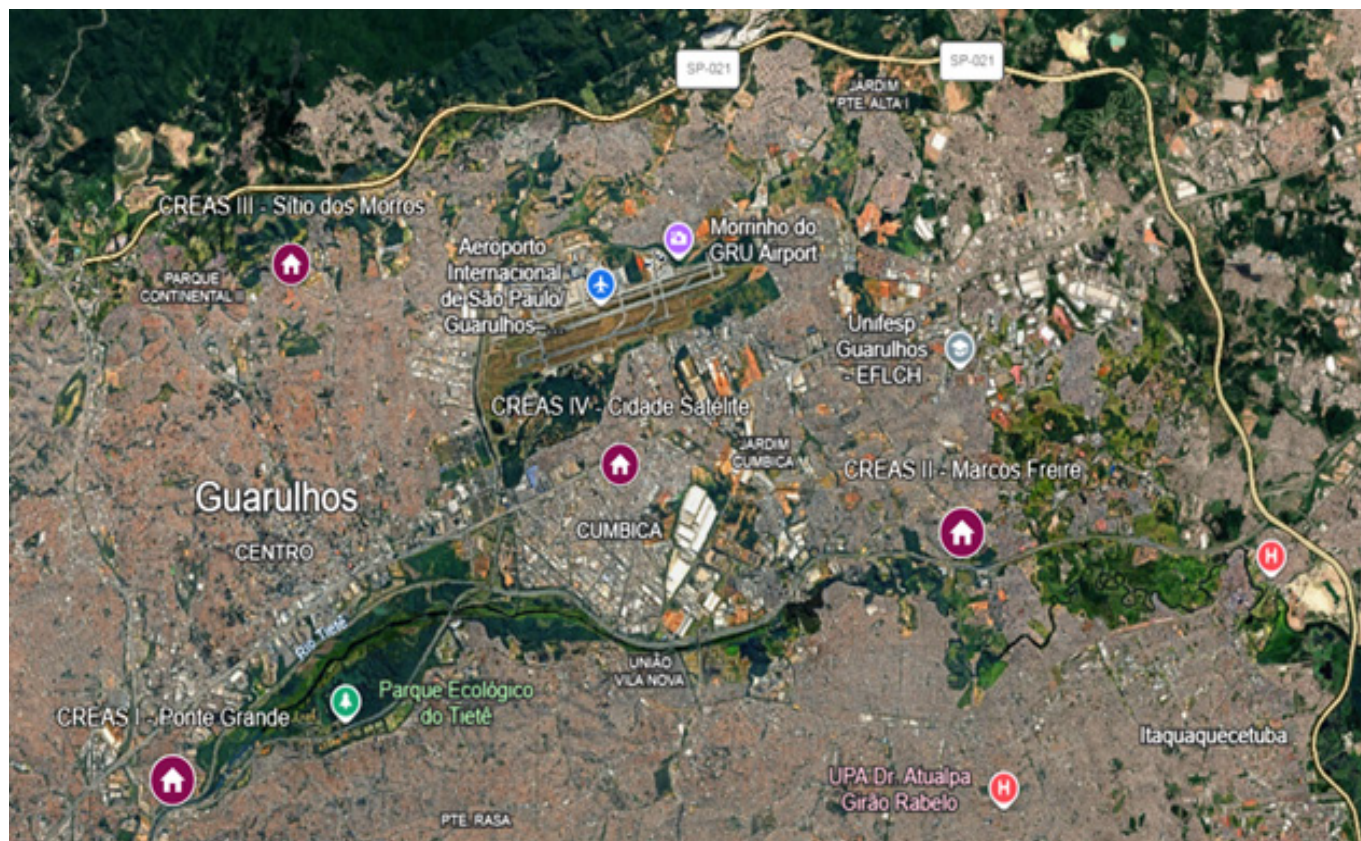 SP-021
SP-021
JARDIM
PTE. ALTA I
CREAS III - Sítio dos Morros
PARQUE
CONTINENTAL II
Aeroporto
Internacional
de São Paulo/
Guarulhos-...
Morrinho do
GRU Airport
Unifesp
Guarulhos
- EFLCH
CREAS IV - Cidade Satélite
JARDIM
CUMBICA
CREAS II - Marcos Freire
Guarulhos
CENTRO
CUMBICA
H
Rio Tietê
UNIÃO
VILA NOVA
Parque Ecológico
do Tietê
CREAS I - Ponte Grande
Itaquaquecetuba
UPA Dr. Atualpa
Girão Rabelo
H
PTE. RASA